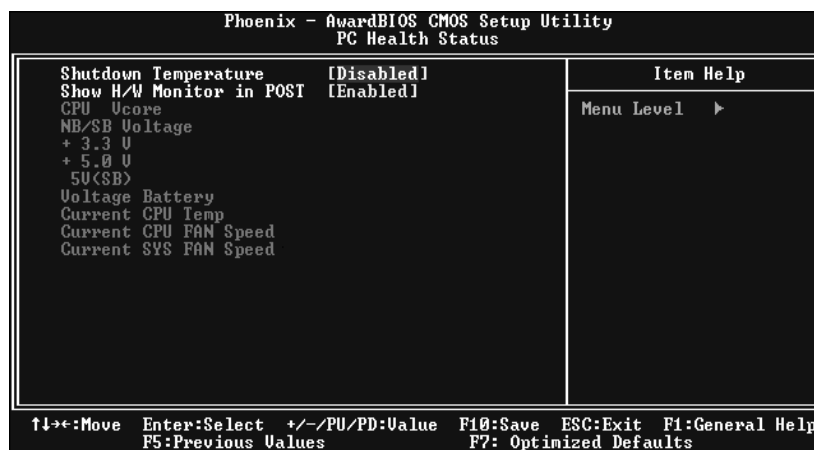 Phoenix - AwardBIOS CMOS Setup Utility
PC Health Status
Shutdown Temperature [Disabled]
Show H/W Monitor in POST [Enabled]
CPU Vcore
NB/SB Voltage
+ 3.3 V
+ 5.0 V
5V(SB)
Voltage Battery
Current CPU Temp
Current CPU FAN Speed
Current SYS FAN Speed
Item Help
Menu Level ▶
↑↓→←:Move Enter:Select +/-/PU/PD:Value F10:Save ESC:Exit F1:General Help
F5:Previous Values F7: Optimized Defaults